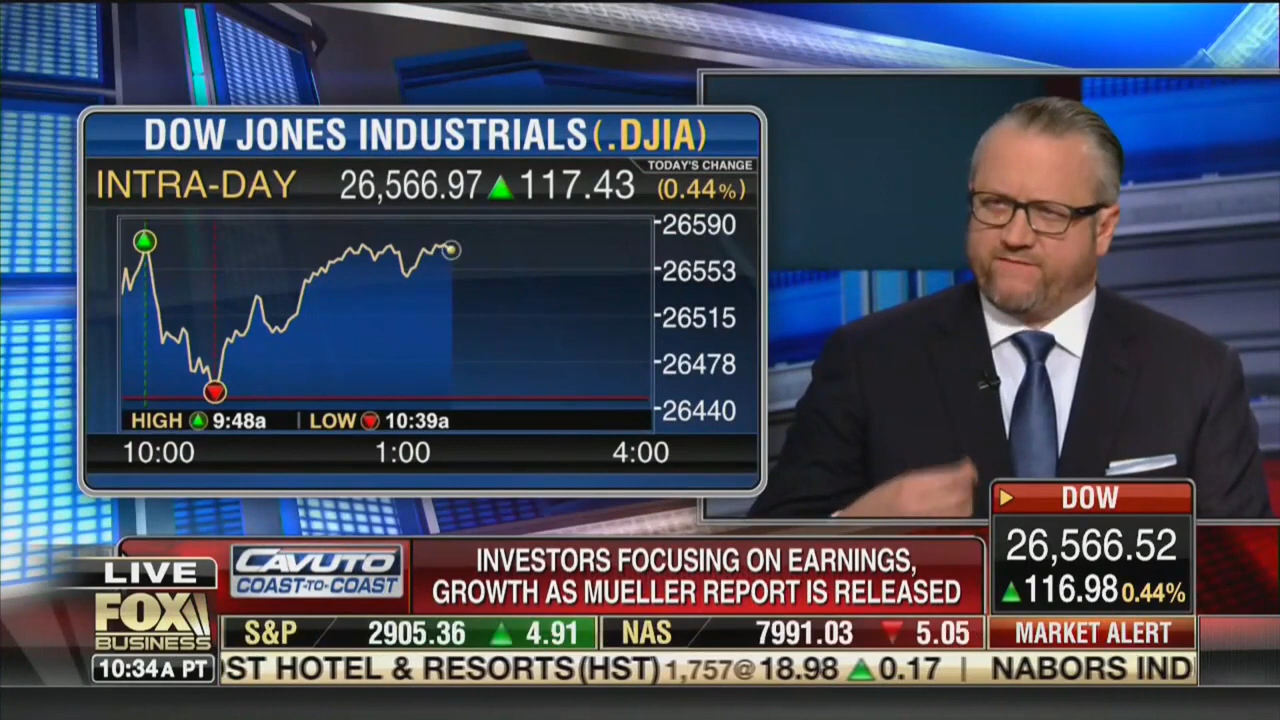 DOW JONES INDUSTRIALS (.DJIA)
TODAY'S CHANGE
INTRA-DAY 26,566.97 ▲ 117.43 (0.44%)
26590
26553
26515
26478
26440
HIGH ▲ 9:48a | LOW ▼ 10:39a
10:00 1:00 4:00
DOW
26,566.52
▲ 116.98 0.44%
MARKET ALERT
CAVUTO
COAST-TO-COAST
INVESTORS FOCUSING ON EARNINGS,
GROWTH AS MUELLER REPORT IS RELEASED
LIVE
FOX
BUSINESS
10:34A PT
S&P 2905.36 ▲ 4.91 NAS 7991.03 ▼ 5.05
OST HOTEL & RESORTS(HST) 1,757@18.98 ▲ 0.17 | NABORS IND